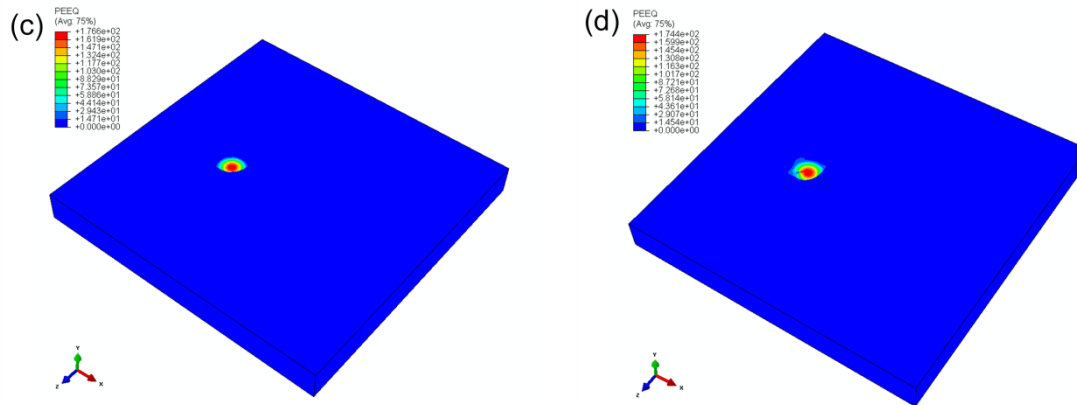 (c)
PEEQ
(Avg: 75%)
+1.766e+02
+1.619e+02
+1.471e+02
+1.324e+02
+1.177e+02
+1.030e+02
+8.829e+01
+7.357e+01
+5.886e+01
+4.414e+01
+2.943e+01
+1.471e+01
+0.000e+00
Y
Z
X
(d)
PEEQ
(Avg: 75%)
+1.744e+02
+1.599e+02
+1.454e+02
+1.308e+02
+1.163e+02
+1.017e+02
+8.721e+01
+7.268e+01
+5.814e+01
+4.361e+01
+2.907e+01
+1.454e+01
+0.000e+00
Y
Z
X